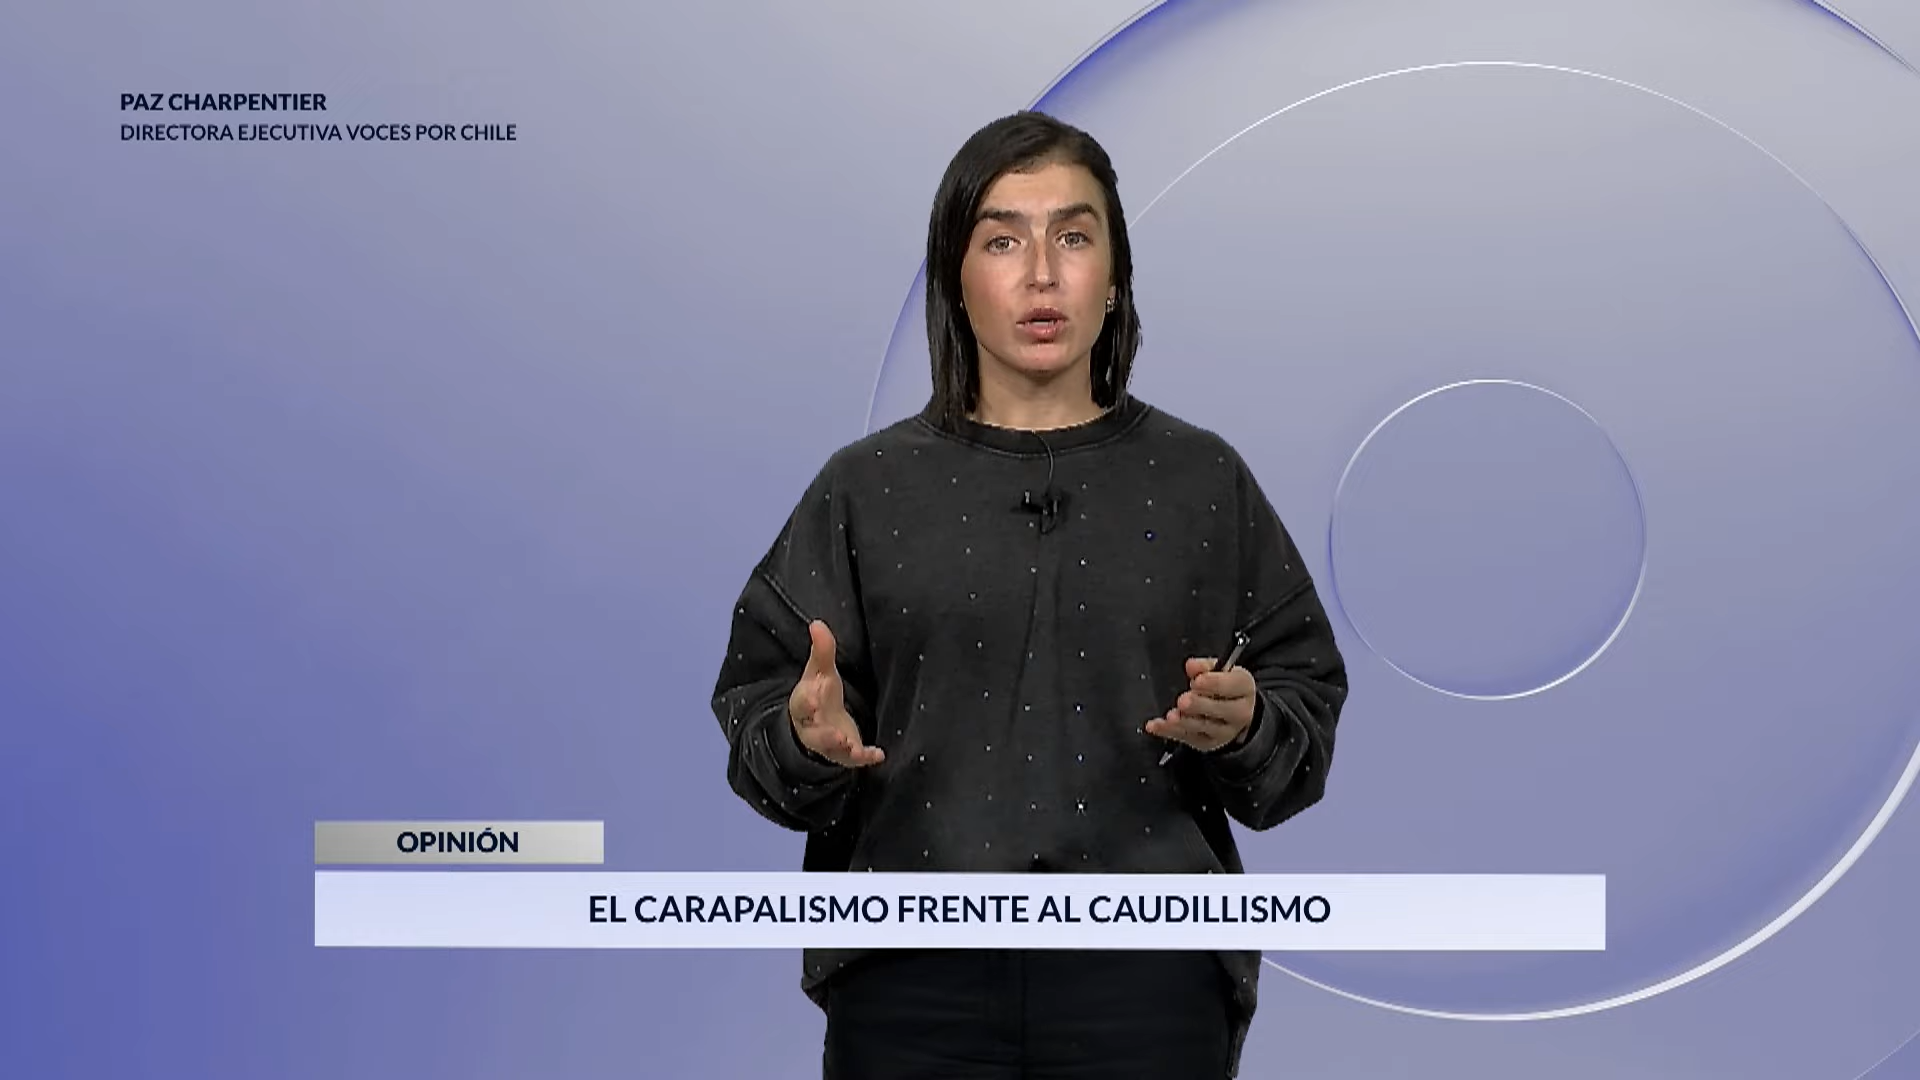 PAZ CHARPENTIER
DIRECTORA EJECUTIVA VOCES POR CHILE
OPINIÓN
EL CARAPALISMO FRENTE AL CAUDILLISMO